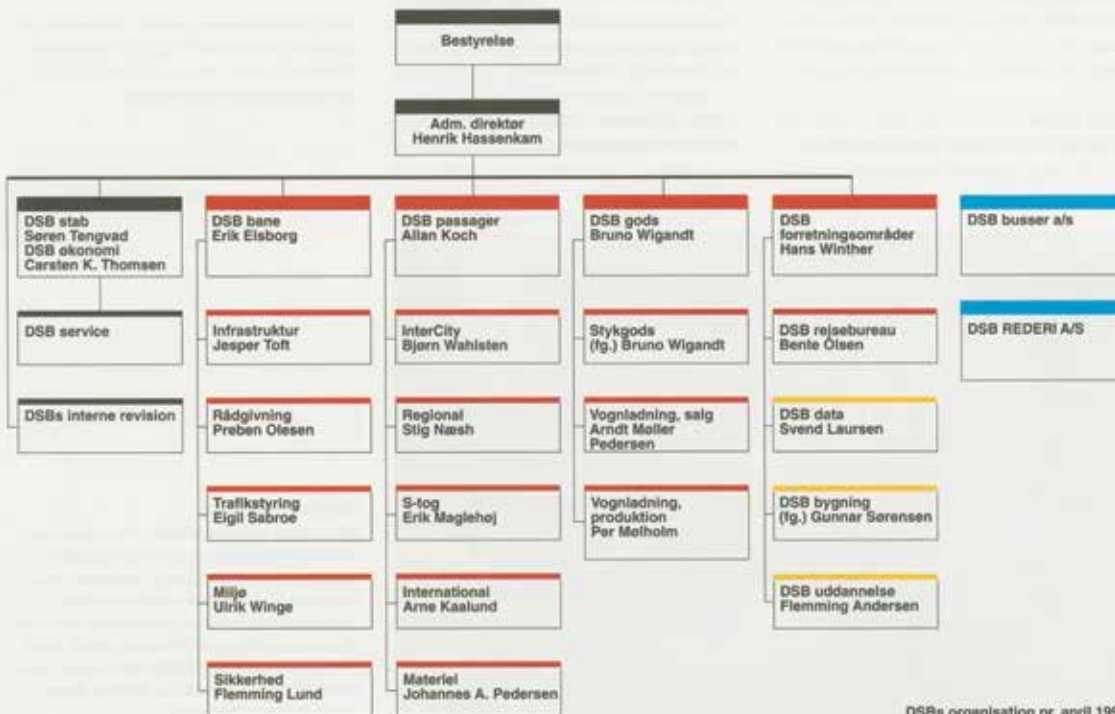 Bestyrelse
Adm. direktør
Henrik Hassenkam
DSB stab
Søren Tengvad
DSB økonomi
Carsten K. Thomsen
DSB service
DSBs interne revision
DSB bane
Erik Elsborg
Infrastruktur
Jesper Toft
Rådgivning
Preben Olesen
Trafikstyring
Eigil Sabroe
Miljø
Ulrik Winge
Sikkerhed
Flemming Lund
DSB passager
Allan Koch
InterCity
Bjørn Wahlsten
Regional
Stig Næsh
S-tog
Erik Maglehøj
International
Arne Kaalund
Materiel
Johannes A. Pedersen
DSB gods
Bruno Wigandt
Stykgods
(fg.) Bruno Wigandt
Vognladning, salg
Arndt Møller
Pedersen
Vognladning,
produktion
Per Mølholm
DSB
forretningsområder
Hans Winther
DSB rejsebureau
Bente Olsen
DSB data
Svend Laursen
DSB bygning
(fg.) Gunnar Sørensen
DSB uddannelse
Flemming Andersen
DSB busser a/s
DSB REDERI A/S
DSBs organisation pr. april